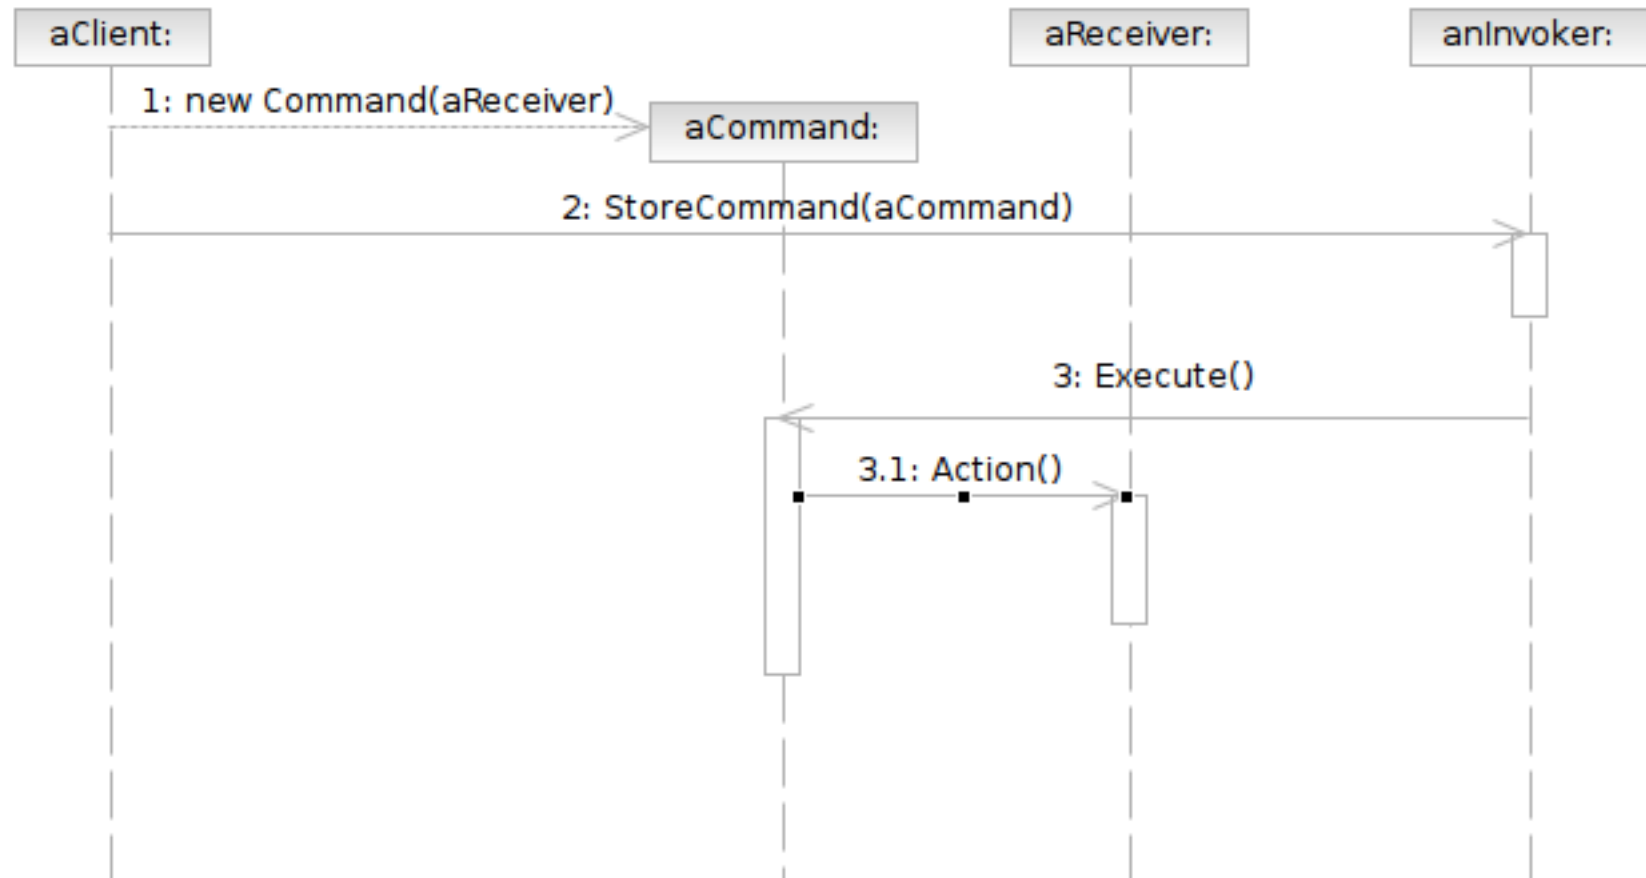 aClient:
aReceiver:
anInvoker:
1: new Command(aReceiver)
aCommand:
2: StoreCommand(aCommand)
3: Execute()
3.1: Action()